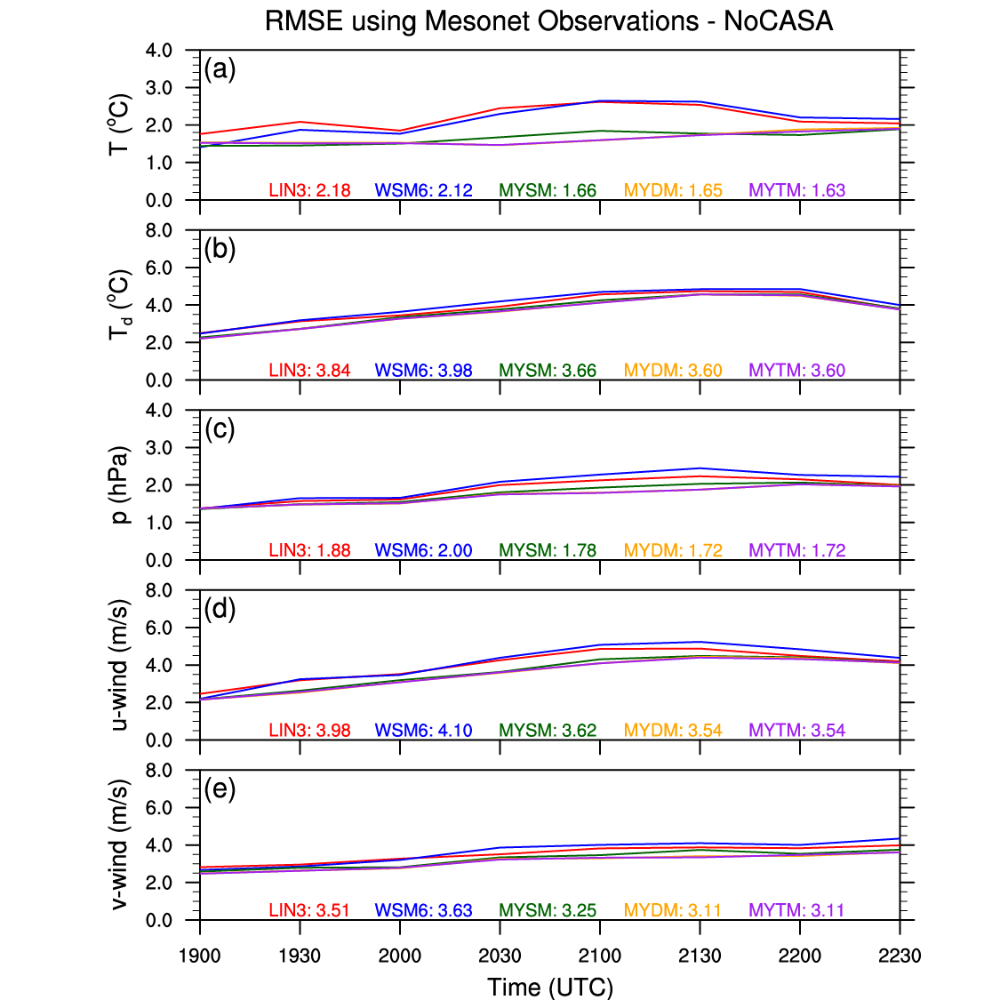 RMSE using Mesonet Observations - NoCASA
4.0
(a)
3.0
2.0
1.0
0.0
T (°C)
LIN3: 2.18 WSM6: 2.12 MYSM: 1.66 MYDM: 1.65 MYTM: 1.63
8.0
(b)
6.0
4.0
2.0
0.0
Td (°C)
LIN3: 3.84 WSM6: 3.98 MYSM: 3.66 MYDM: 3.60 MYTM: 3.60
4.0
(c)
3.0
2.0
1.0
0.0
p (hPa)
LIN3: 1.88 WSM6: 2.00 MYSM: 1.78 MYDM: 1.72 MYTM: 1.72
8.0
(d)
6.0
4.0
2.0
0.0
u-wind (m/s)
LIN3: 3.98 WSM6: 4.10 MYSM: 3.62 MYDM: 3.54 MYTM: 3.54
8.0
(e)
6.0
4.0
2.0
0.0
v-wind (m/s)
LIN3: 3.51 WSM6: 3.63 MYSM: 3.25 MYDM: 3.11 MYTM: 3.11
1900 1930 2000 2030 2100 2130 2200 2230
Time (UTC)